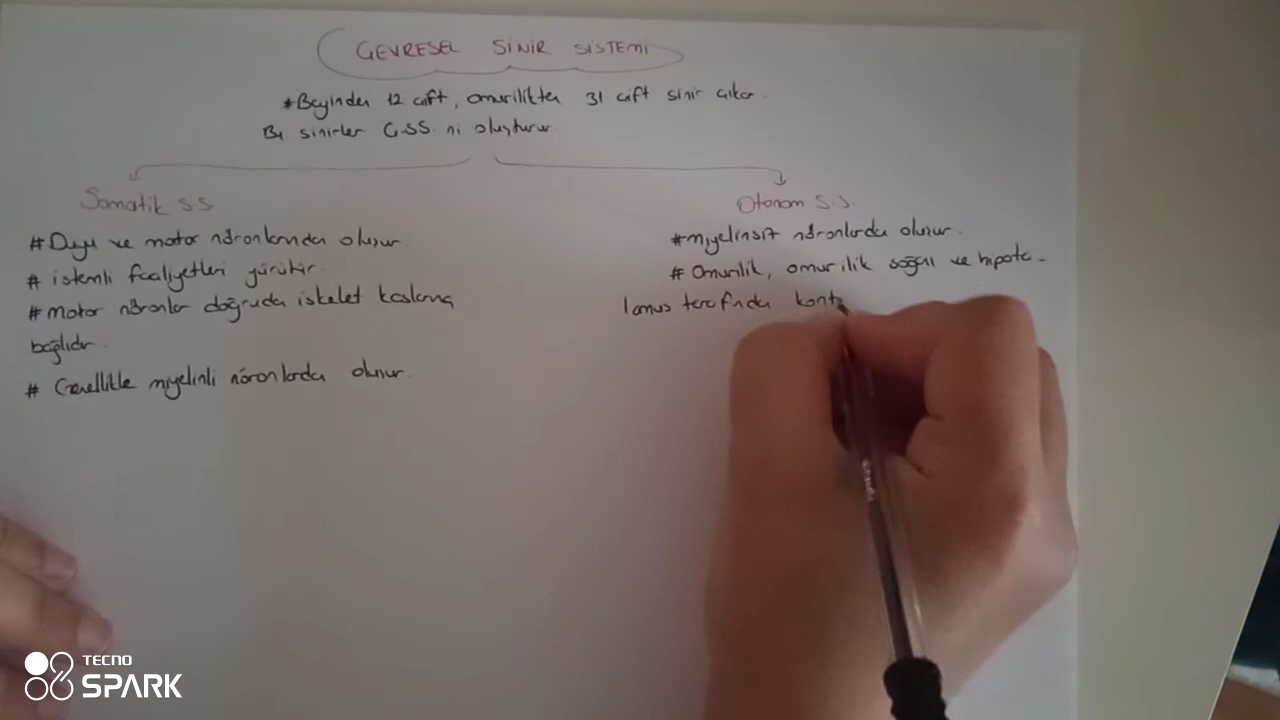 ÇEVRESEL SİNİR SİSTEMİ
*Beyinden 12 çift, omurilikten 31 çift sinir çıkar.
Bu sinirler Ç.S.S. ni oluşturur
Somatik S.S.
# Duyu ve motor nöronlarından oluşur.
# istemli faaliyetleri yürütür.
# Motor nöronlar doğrudan iskelet kaslarına
bağlıdır.
# Genellikle miyelinli nöronlardan oluşur.
Otonom S.S.
# Miyelinsiz nöronlardan oluşur.
# Omurilik, omurilik soğanı ve hipota-
lamus tarafından kont
TECNO
SPARK